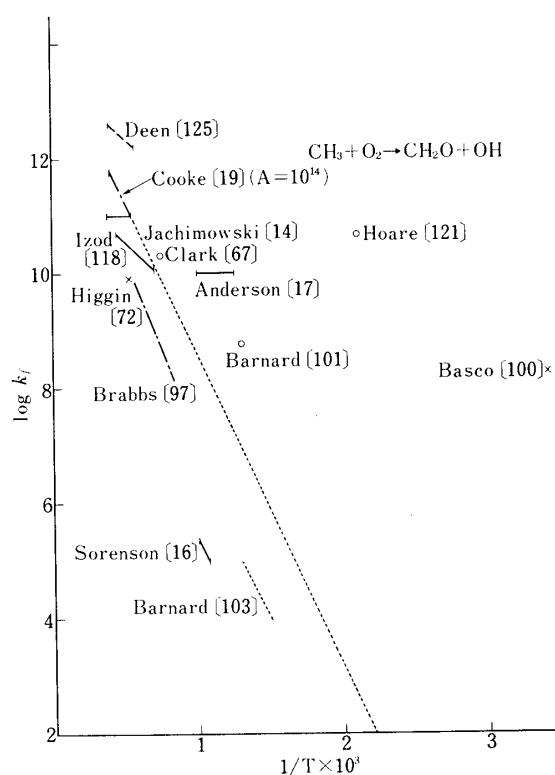 Deen [125]
CH₃+O₂→CH₂O+OH
12
Cooke [19] (A=10¹⁴)
Jachimowski [14]
Hoare [121]
Izod
[118]
Clark [67]
10
Anderson [17]
Higgin
[72]
Barnard [101]
Basco [100]
8
Brabbs [97]
log k_f
6
Sorenson [16]
Barnard [103]
4
2
1
2
3
1/T×10³